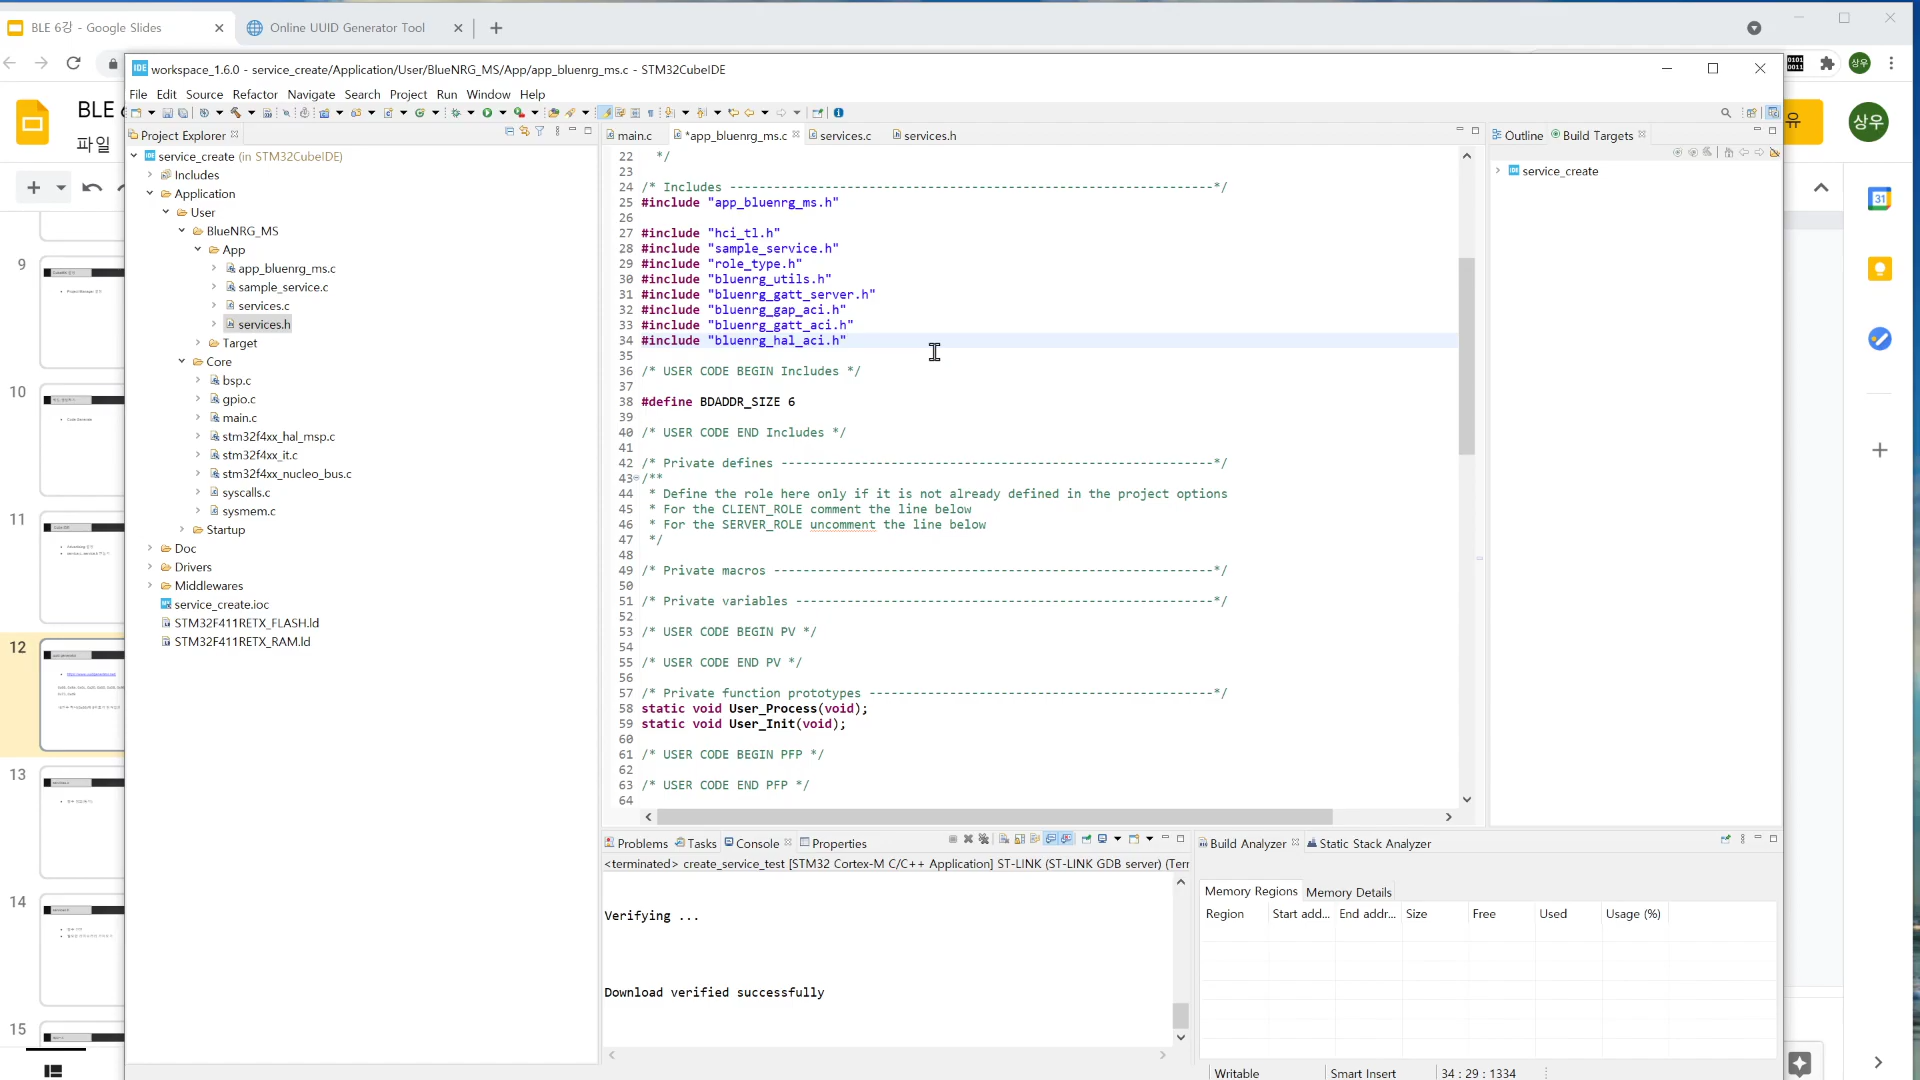 BLE 6강 - Google Slides
Online UUID Generator Tool
workspace_1.6.0 - service_create/Application/User/BlueNRG_MS/App/app_bluenrg_ms.c - STM32CubeIDE
File Edit Source Refactor Navigate Search Project Run Window Help
BLE 6
파일
유
상우
상우
Project Explorer
service_create (in STM32CubeIDE)
Includes
Application
User
BlueNRG_MS
App
app_bluenrg_ms.c
sample_service.c
services.c
services.h
Target
Core
bsp.c
gpio.c
main.c
stm32f4xx_hal_msp.c
stm32f4xx_it.c
stm32f4xx_nucleo_bus.c
syscalls.c
sysmem.c
Startup
Doc
Drivers
Middlewares
service_create.ioc
STM32F411RETX_FLASH.ld
STM32F411RETX_RAM.ld
9
10
11
12
13
14
15
main.c *app_bluenrg_ms.c services.c services.h
22 */
23
24 /* Includes ------------------------------------------------------------------*/
25 #include "app_bluenrg_ms.h"
26
27 #include "hci_tl.h"
28 #include "sample_service.h"
29 #include "role_type.h"
30 #include "bluenrg_utils.h"
31 #include "bluenrg_gatt_server.h"
32 #include "bluenrg_gap_aci.h"
33 #include "bluenrg_gatt_aci.h"
34 #include "bluenrg_hal_aci.h"
35
36 /* USER CODE BEGIN Includes */
37
38 #define BDADDR_SIZE 6
39
40 /* USER CODE END Includes */
41
42 /* Private defines -----------------------------------------------------------*/
43 /**
44 * Define the role here only if it is not already defined in the project options
45 * For the CLIENT_ROLE comment the line below
46 * For the SERVER_ROLE uncomment the line below
47 */
48
49 /* Private macros ------------------------------------------------------------*/
50
51 /* Private variables ---------------------------------------------------------*/
52
53 /* USER CODE BEGIN PV */
54
55 /* USER CODE END PV */
56
57 /* Private function prototypes -----------------------------------------------*/
58 static void User_Process(void);
59 static void User_Init(void);
60
61 /* USER CODE BEGIN PFP */
62
63 /* USER CODE END PFP */
64
Outline Build Targets
service_create
31
Problems Tasks Console Properties
<terminated> create_service_test [STM32 Cortex-M C/C++ Application] ST-LINK (ST-LINK GDB server) (Terr
Verifying ...
Download verified successfully
Build Analyzer Static Stack Analyzer
Memory Regions Memory Details
Region Start add... End addr... Size Free Used Usage (%)
Writable Smart Insert 34 : 29 : 1334